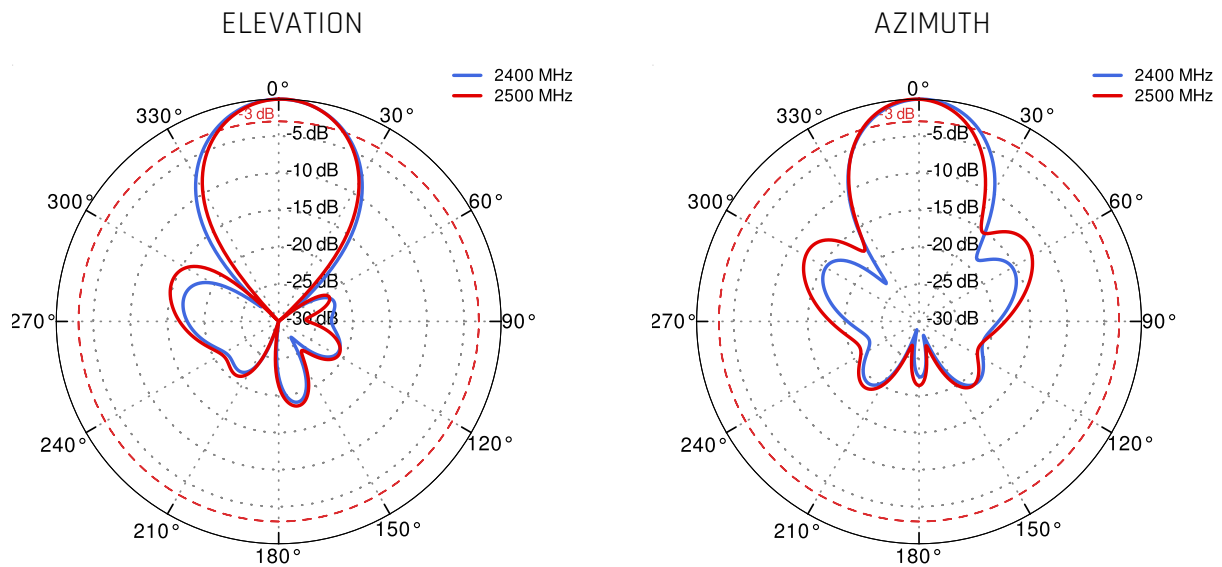 ELEVATION
2400 MHz
2500 MHz
0°
330°
30°
-3 dB
-5 dB
-10 dB
300°
60°
-15 dB
-20 dB
-25 dB
270°
-30 dB
90°
240°
120°
210°
150°
180°
AZIMUTH
2400 MHz
2500 MHz
0°
330°
30°
-3 dB
-5 dB
-10 dB
300°
60°
-15 dB
-20 dB
-25 dB
270°
-30 dB
90°
240°
120°
210°
150°
180°